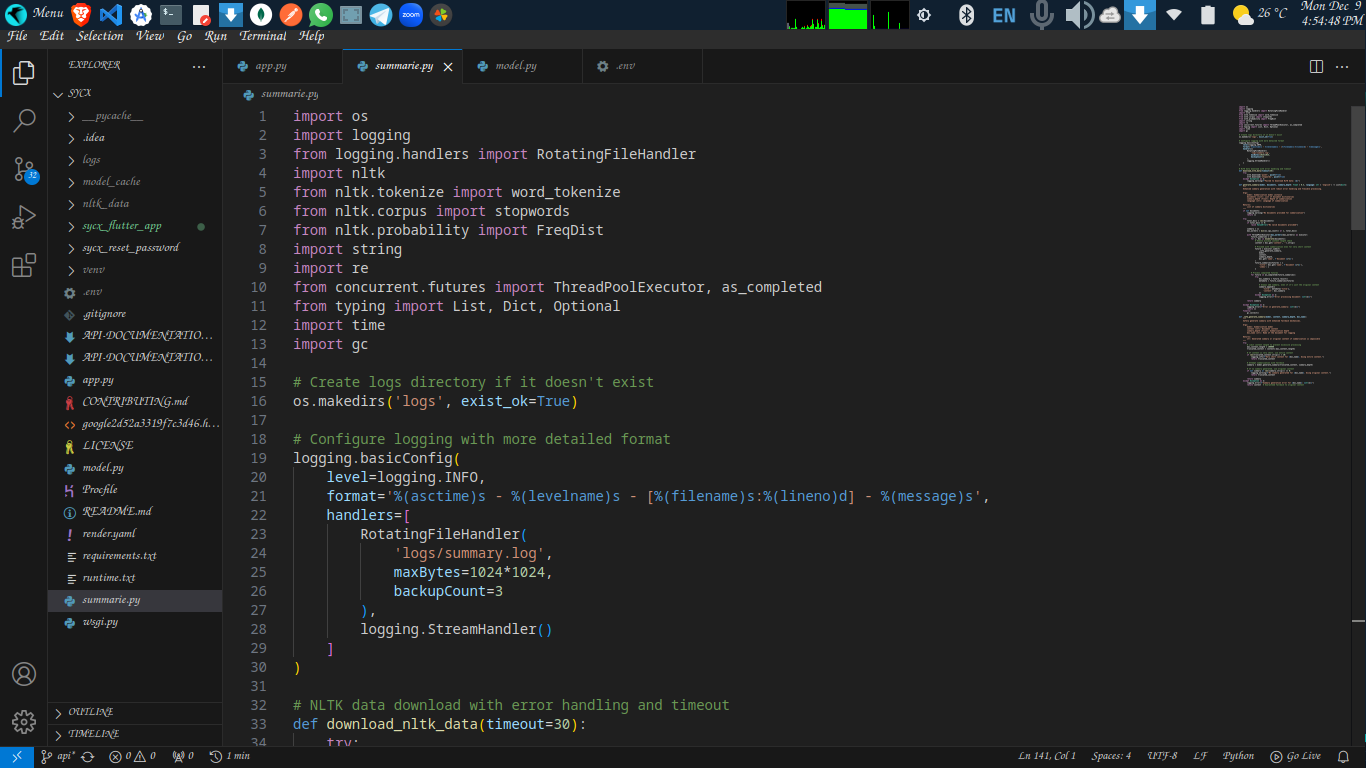 Menu
zoom
EN
26 °C
Mon Dec 9
4:54:48 PM
File Edit Selection View Go Run Terminal Help
EXPLORER
SYCX
__pycache__
.idea
logs
model_cache
nltk_data
sycx_flutter_app
sycx_reset_password
venv
.env
.gitignore
API-DOCUMENTATIO...
API-DOCUMENTATIO...
app.py
CONTRIBUTING.md
google2d52a3319f7c3d46.h...
LICENSE
model.py
Procfile
README.md
render.yaml
requirements.txt
runtime.txt
summarie.py
wsgi.py
OUTLINE
TIMELINE
32
app.py summarie.py model.py .env
summarie.py
1 import os
2 import logging
3 from logging.handlers import RotatingFileHandler
4 import nltk
5 from nltk.tokenize import word_tokenize
6 from nltk.corpus import stopwords
7 from nltk.probability import FreqDist
8 import string
9 import re
10 from concurrent.futures import ThreadPoolExecutor, as_completed
11 from typing import List, Dict, Optional
12 import time
13 import gc
14
15 # Create logs directory if it doesn't exist
16 os.makedirs('logs', exist_ok=True)
17
18 # Configure logging with more detailed format
19 logging.basicConfig(
20 level=logging.INFO,
21 format='%(asctime)s - %(levelname)s - [%(filename)s:%(lineno)d] - %(message)s',
22 handlers=[
23 RotatingFileHandler(
24 'logs/summary.log',
25 maxBytes=1024*1024,
26 backupCount=3
27 ),
28 logging.StreamHandler()
29 ]
30 )
31
32 # NLTK data download with error handling and timeout
33 def download_nltk_data(timeout=30):
34 try:
api* 0 0 0 1 min Ln 141, Col 1 Spaces: 4 UTF-8 LF Python Go Live